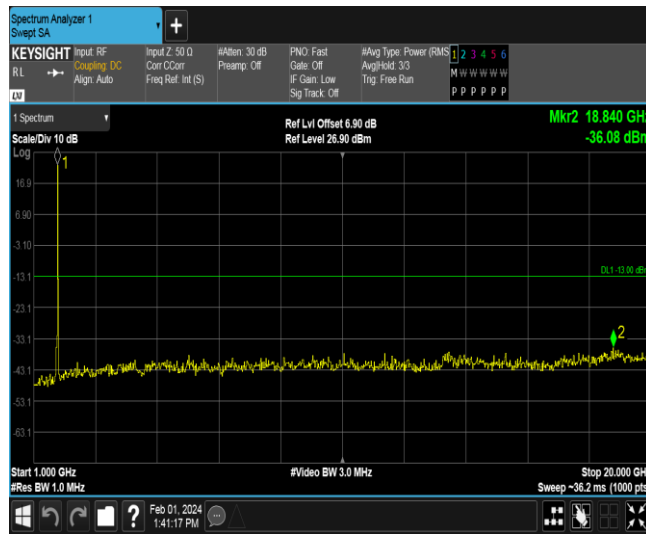 Spectrum Analyzer 1
Swept SA
+
KEYSIGHT
RL
LXI
Input: RF
Coupling: DC
Align: Auto
Input Z: 50 Ω
Corr CCorr
Freq Ref: Int (S)
#Atten: 30 dB
Preamp: Off
PNO: Fast
Gate: Off
IF Gain: Low
Sig Track: Off
#Avg Type: Power (RMS
Avg|Hold: 3/3
Trig: Free Run
1 2 3 4 5 6
M W W W W W
P P P P P P
1 Spectrum
Scale/Div 10 dB
Log
Ref Lvl Offset 6.90 dB
Ref Level 26.90 dBm
Mkr2 18.840 GHz
-36.08 dBm
1
16.9
6.90
-3.10
-13.1
DL1 -13.00 dBm
-23.1
-33.1
2
-43.1
-53.1
-63.1
Start 1.000 GHz
#Res BW 1.0 MHz
#Video BW 3.0 MHz
Stop 20.000 GH
Sweep ~36.2 ms (1000 pts
?
Feb 01, 2024
1:41:17 PM